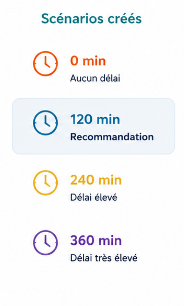 Scénarios créés
0 min
Aucun délai
120 min
Recommandation
240 min
Délai élevé
360 min
Délai très élevé